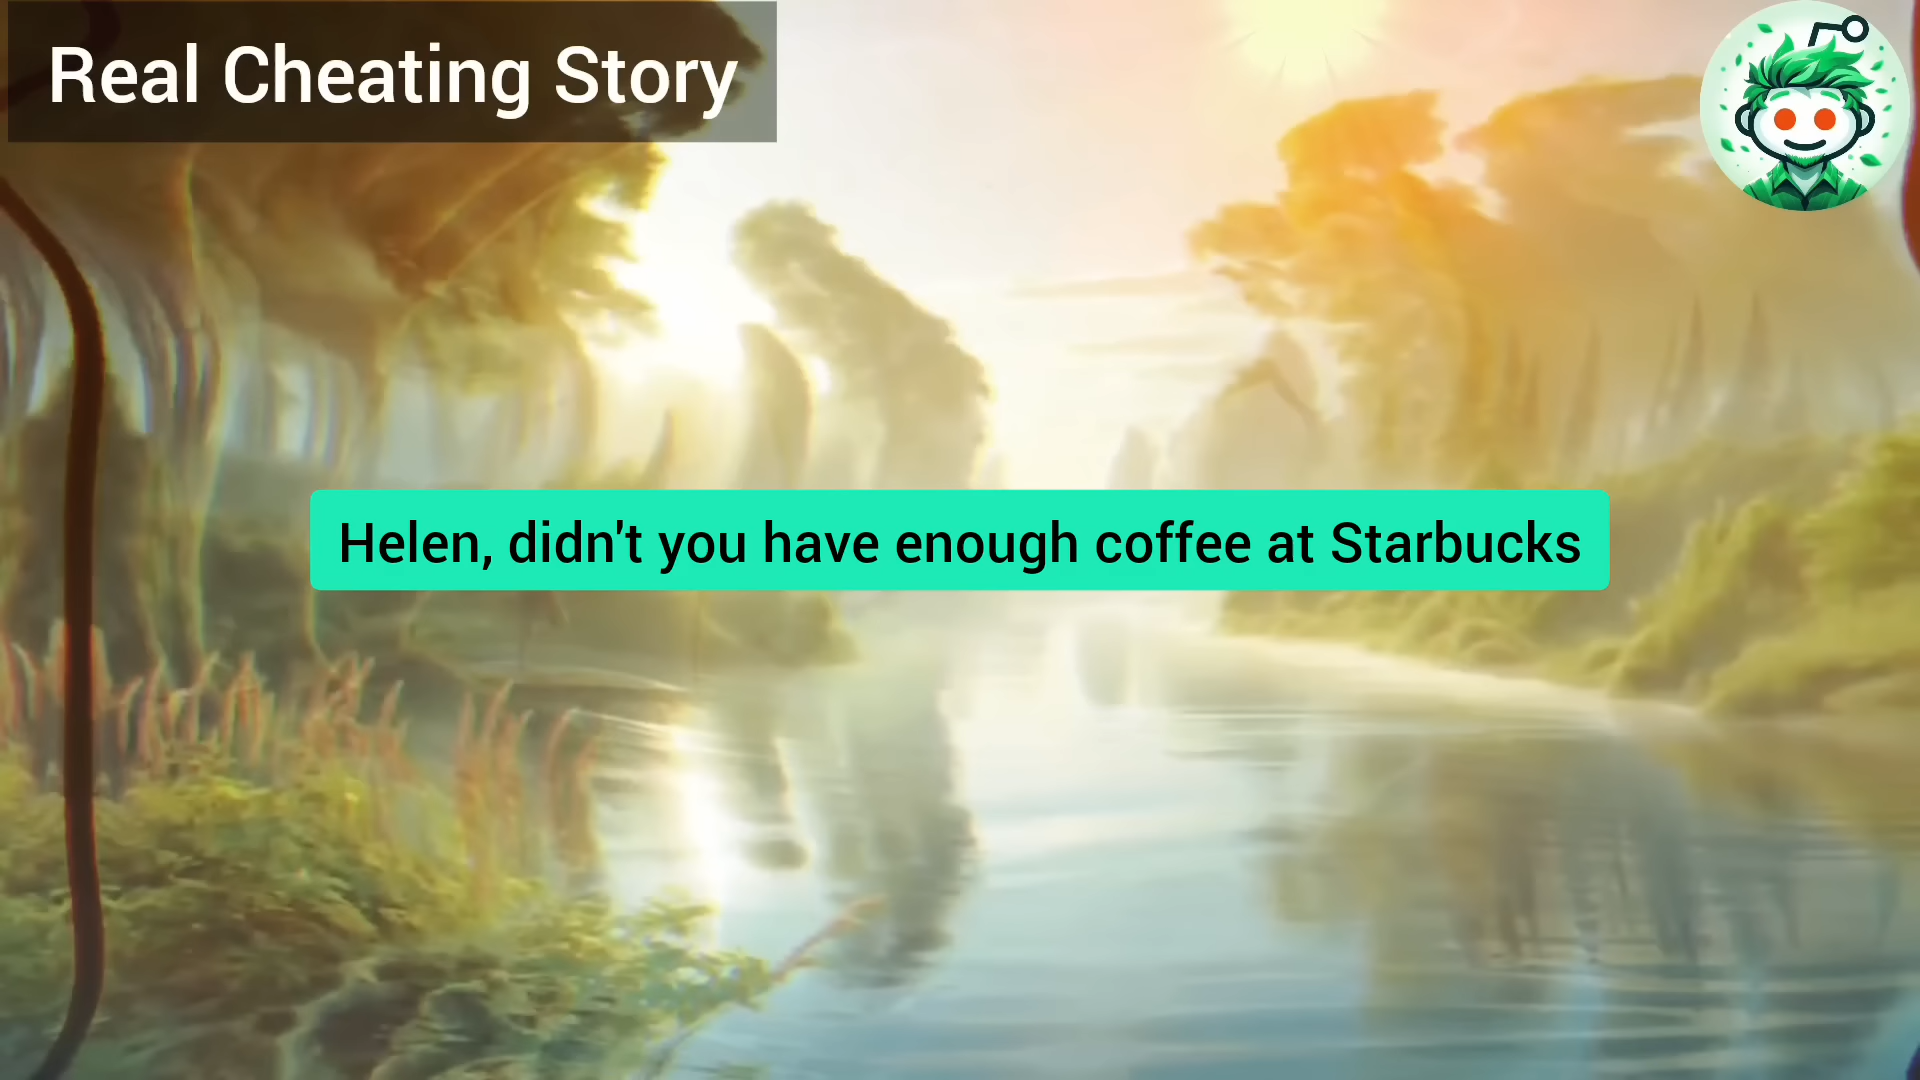 Real Cheating Story
Helen, didn't you have enough coffee at Starbucks